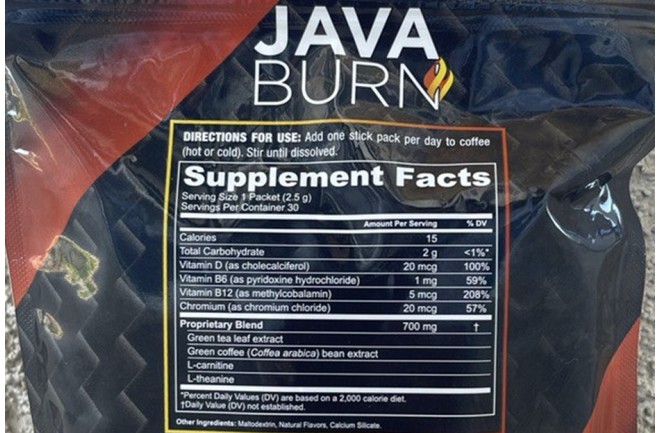 JAVA
BURN
DIRECTIONS FOR USE: Add one stick pack per day to coffee
(hot or cold). Stir until dissolved.
Supplement Facts
Serving Size 1 Packet (2.5 g)
Servings Per Container 30
Amount Per Serving % DV
Calories 15
Total Carbohydrate 2 g <1%*
Vitamin D (as cholecalciferol) 20 mcg 100%
Vitamin B6 (as pyridoxine hydrochloride) 1 mg 59%
Vitamin B12 (as methylcobalamin) 5 mcg 208%
Chromium (as chromium chloride) 20 mcg 57%
Proprietary Blend 700 mg †
Green tea leaf extract
Green coffee (Coffea arabica) bean extract
L-carnitine
L-theanine
*Percent Daily Values (DV) are based on a 2,000 calorie diet.
†Daily Value (DV) not established.
Other Ingredients: Maltodextrin, Natural Flavors, Calcium Silicate.